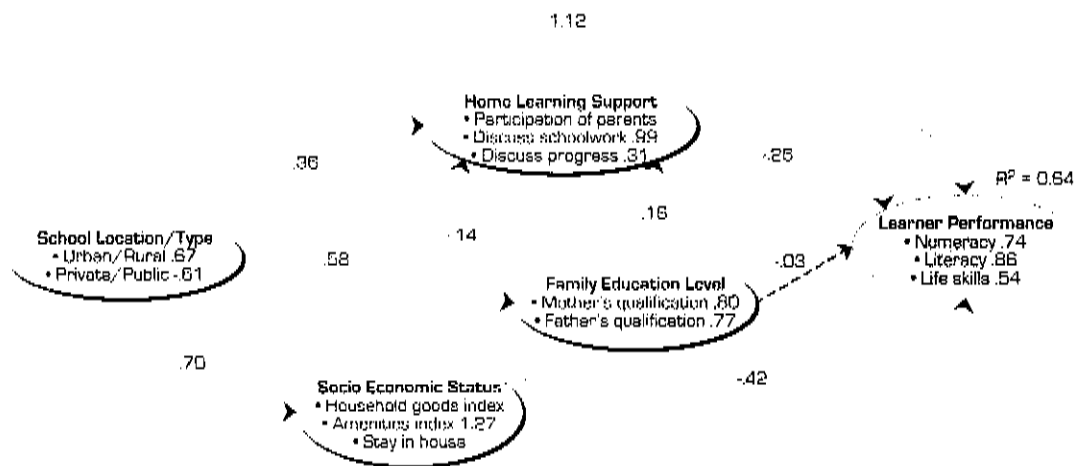 1.12
Home Learning Support
• Participation of parents
• Discuss schoolwork .99
• Discuss progress .31
.36
-.25
R² = 0.64
Learner Performance
• Numeracy .74
• Literacy .86
• Life skills .54
.16
School Location/Type
• Urban/Rural .67
• Private/Public -.61
.58
.14
-.03
Family Education Level
• Mother's qualification .80
• Father's qualification .77
.70
-.42
Socio Economic Status
• Household goods index
• Amenities index 1.27
• Stay in house